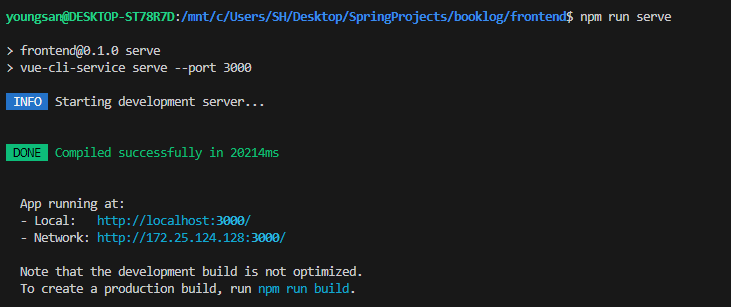 youngsan@DESKTOP-ST78R7D:/mnt/c/Users/SH/Desktop/SpringProjects/booklog/frontend$ npm run serve
> frontend@0.1.0 serve
> vue-cli-service serve --port 3000
INFO Starting development server...
DONE Compiled successfully in 20214ms
App running at:
- Local: http://localhost:3000/
- Network: http://172.25.124.128:3000/
Note that the development build is not optimized.
To create a production build, run npm run build.